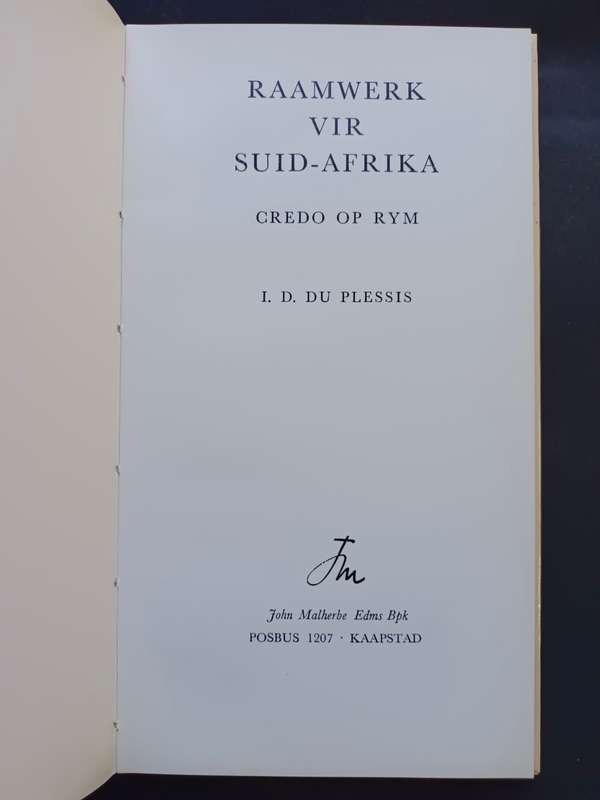 RAAMWERK
VIR
SUID-AFRIKA
CREDO OP RYM
I. D. DU PLESSIS
Jm
John Malherbe Edms Bpk
POSBUS 1207 · KAAPSTAD